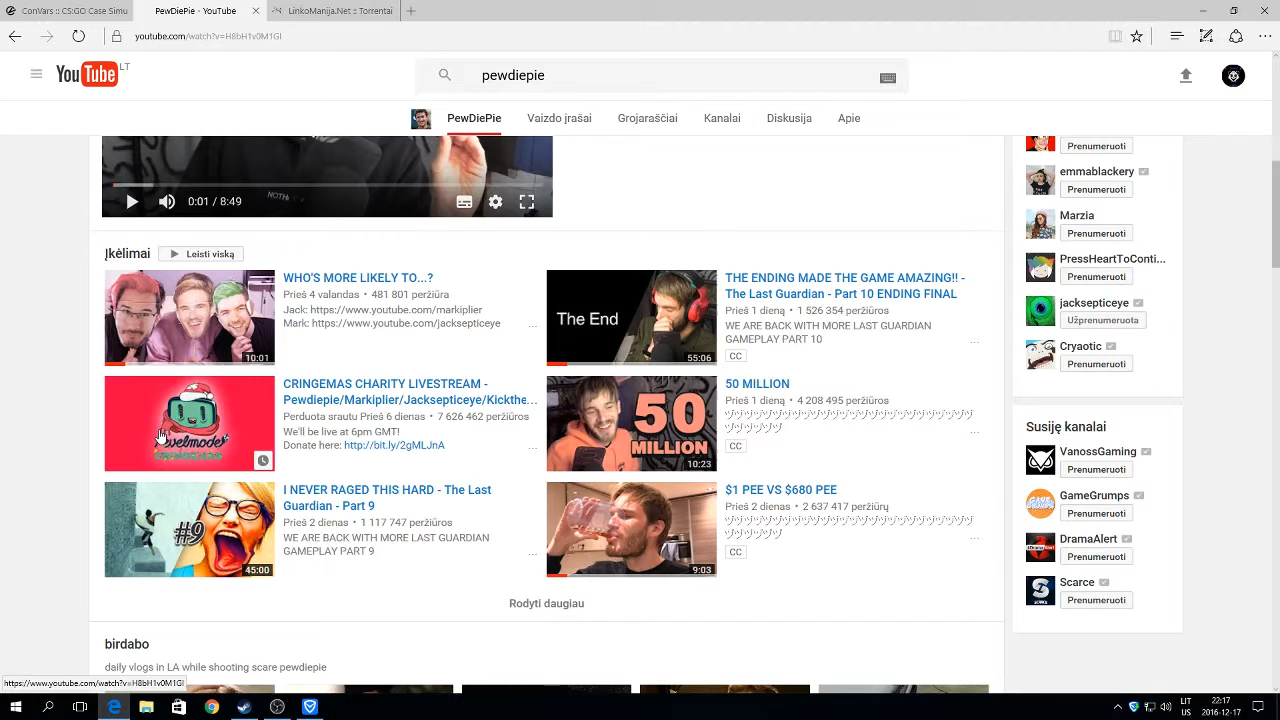 ConVars :: CS:GO Case Simu
PewDiePie - YouTube
LinkoManija.Net.Torrentai
youtube.com/watch?v=H8bH1v0M1GI
YouTube LT
pewdiepie
PewDiePie Vaizdo įrašai Grojaraščiai Kanalai Diskusija Apie
NOTH
0:01 / 8:49
Įkėlimai
Leisti viską
10:01
WHO'S MORE LIKELY TO...?
Prieš 4 valandas • 481 801 peržiūra
Jack: https://www.youtube.com/markiplier
Mark: https://www.youtube.com/jacksepticeye
...
The End
55:06
THE ENDING MADE THE GAME AMAZING!! -
The Last Guardian - Part 10 ENDING FINAL
Prieš 1 dieną • 1 526 354 peržiūros
WE ARE BACK WITH MORE LAST GUARDIAN
GAMEPLAY PART 10
...
CC
CRINGEMAS CHARITY LIVESTREAM -
Pewdiepie/Markiplier/Jacksepticeye/Kickthe...
Perduota srautu Prieš 6 dienas • 7 626 462 peržiūros
We'll be live at 6pm GMT!
Donate here: http://bit.ly/2gMLJnA
...
50
MILLION
10:23
50 MILLION
Prieš 1 dieną • 4 208 495 peržiūros
...
CC
#9
45:00
I NEVER RAGED THIS HARD - The Last
Guardian - Part 9
Prieš 2 dienas • 1 117 747 peržiūros
WE ARE BACK WITH MORE LAST GUARDIAN
GAMEPLAY PART 9
...
9:03
$1 PEE VS $680 PEE
Prieš 2 dienas • 2 637 417 peržiūrų
...
CC
Rodyti daugiau
birdabo
daily vlogs in LA while shooting scare pewdiepie
Prenumeruoti
emmablackery
Prenumeruoti
Marzia
Prenumeruoti
PressHeartToConti...
Prenumeruoti
jacksepticeye
Užprenumeruota
Cryaotic
Prenumeruoti
Susiję kanalai
VanossGaming
Prenumeruoti
GameGrumps
Prenumeruoti
DramaAlert
Prenumeruoti
Scarce
Prenumeruoti
https://www.youtube.com/watch?v=H8bH1v0M1GI
LIT
US
22:17
2016-12-17